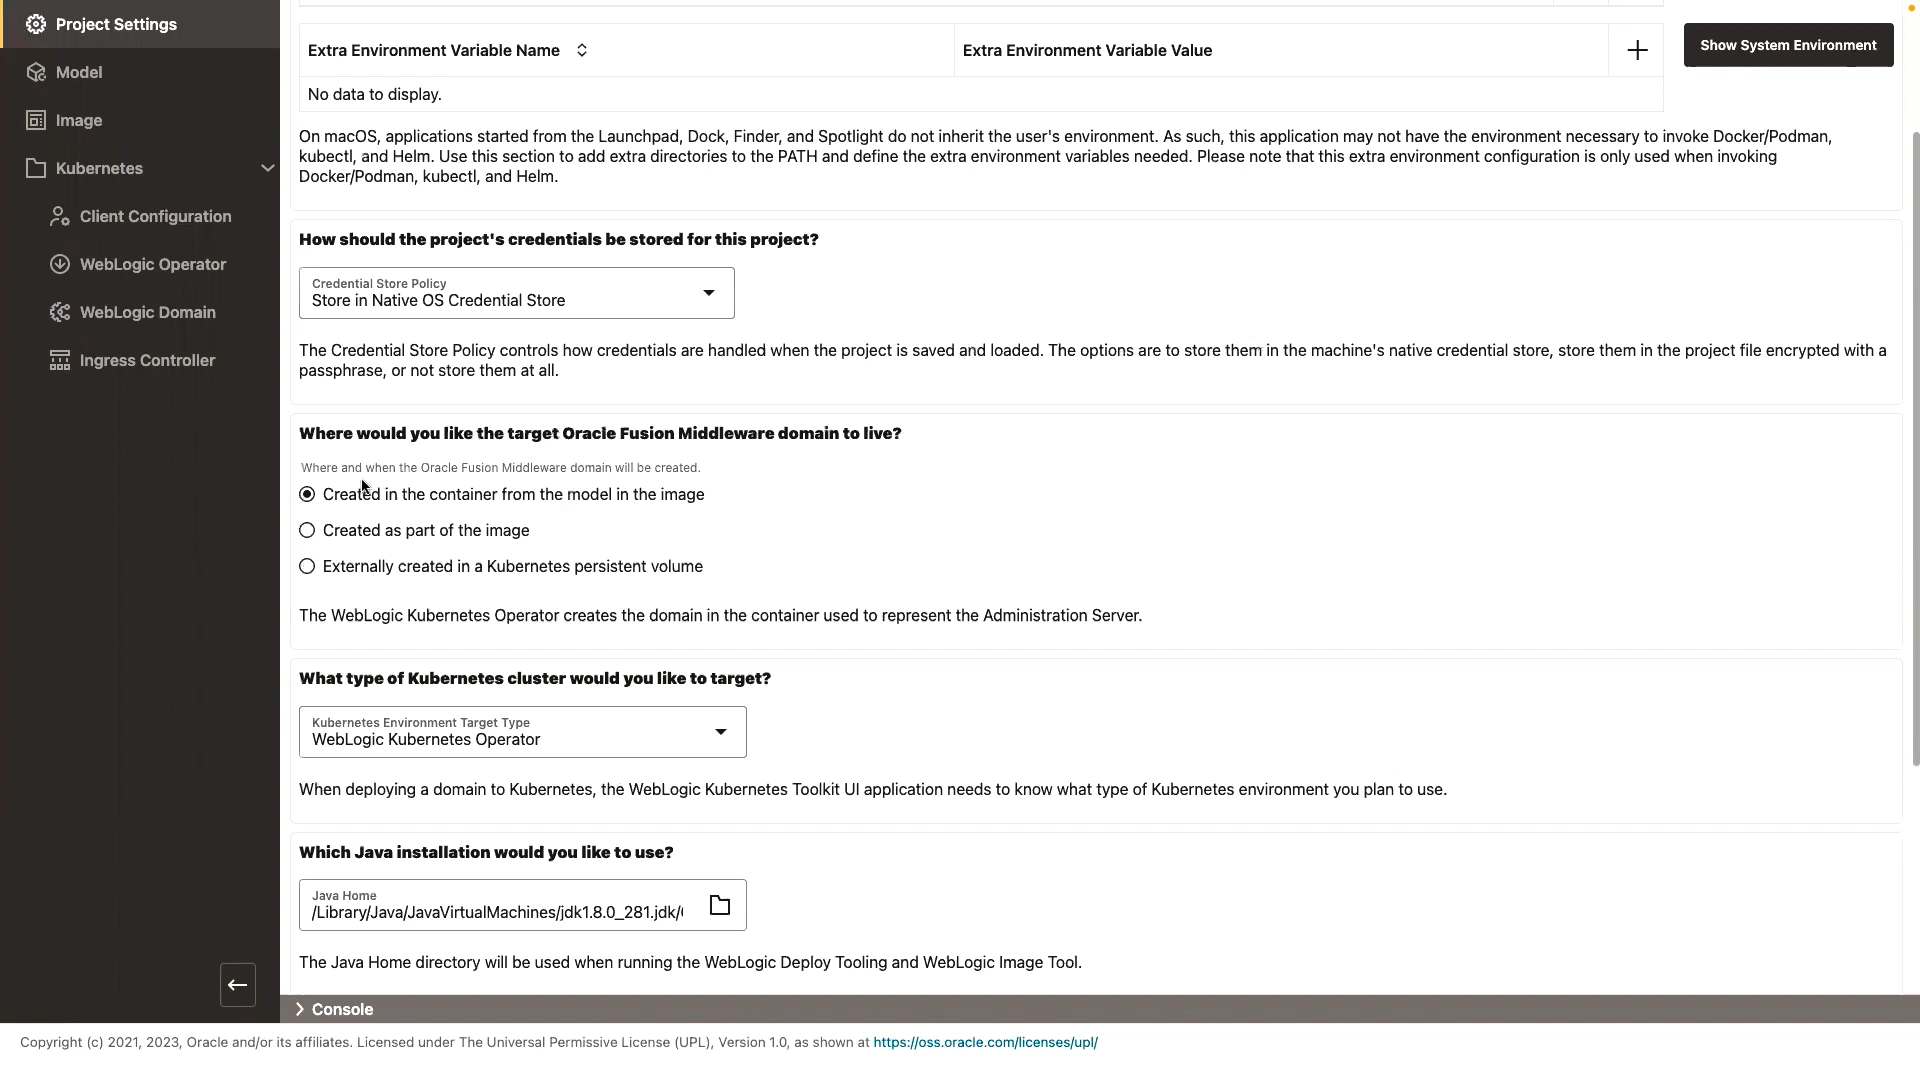 Project Settings
Model
Image
Kubernetes
Client Configuration
WebLogic Operator
WebLogic Domain
Ingress Controller
Extra Environment Variable Name
Extra Environment Variable Value
Show System Environment
No data to display.
On macOS, applications started from the Launchpad, Dock, Finder, and Spotlight do not inherit the user's environment. As such, this application may not have the environment necessary to invoke Docker/Podman,
kubectl, and Helm. Use this section to add extra directories to the PATH and define the extra environment variables needed. Please note that this extra environment configuration is only used when invoking
Docker/Podman, kubectl, and Helm.
How should the project's credentials be stored for this project?
Credential Store Policy
Store in Native OS Credential Store
The Credential Store Policy controls how credentials are handled when the project is saved and loaded. The options are to store them in the machine's native credential store, store them in the project file encrypted with a
passphrase, or not store them at all.
Where would you like the target Oracle Fusion Middleware domain to live?
Where and when the Oracle Fusion Middleware domain will be created.
Created in the container from the model in the image
Created as part of the image
Externally created in a Kubernetes persistent volume
The WebLogic Kubernetes Operator creates the domain in the container used to represent the Administration Server.
What type of Kubernetes cluster would you like to target?
Kubernetes Environment Target Type
WebLogic Kubernetes Operator
When deploying a domain to Kubernetes, the WebLogic Kubernetes Toolkit UI application needs to know what type of Kubernetes environment you plan to use.
Which Java installation would you like to use?
Java Home
/Library/Java/JavaVirtualMachines/jdk1.8.0_281.jdk/
The Java Home directory will be used when running the WebLogic Deploy Tooling and WebLogic Image Tool.
Console
Copyright (c) 2021, 2023, Oracle and/or its affiliates. Licensed under The Universal Permissive License (UPL), Version 1.0, as shown at https://oss.oracle.com/licenses/upl/